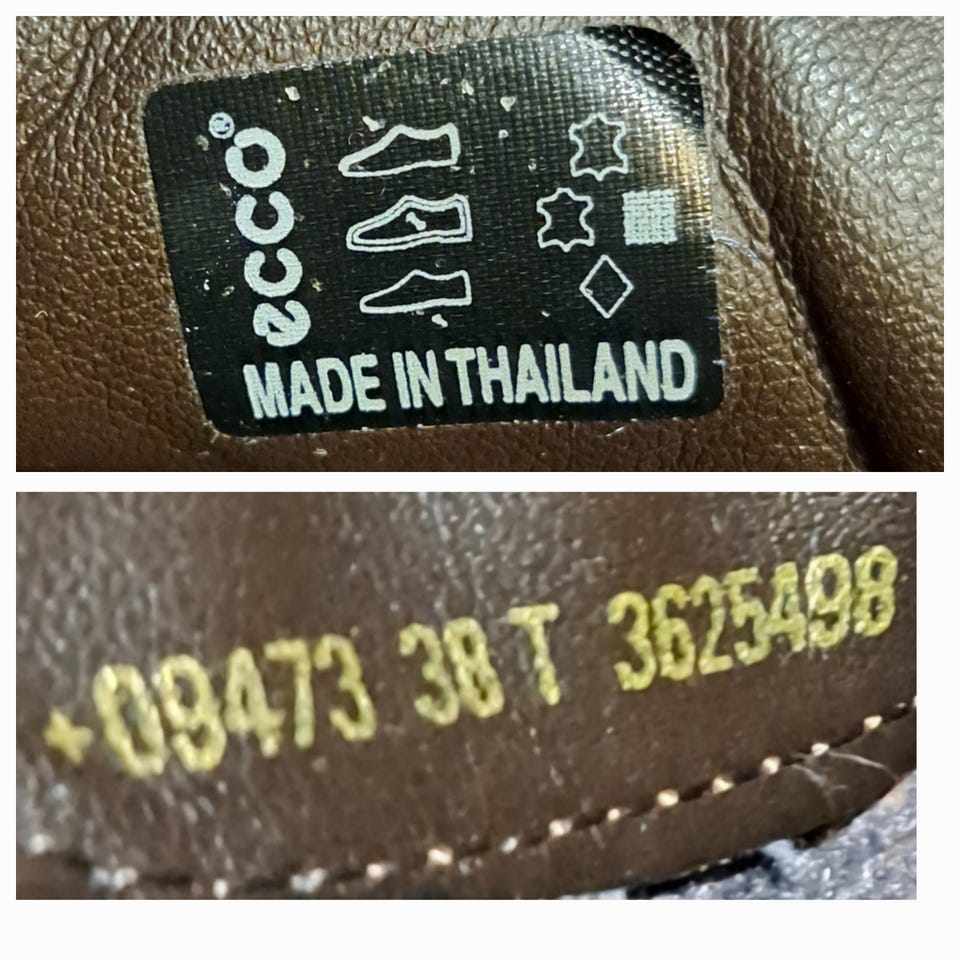 ecco®
MADE IN THAILAND
★09473 38 T 3625498